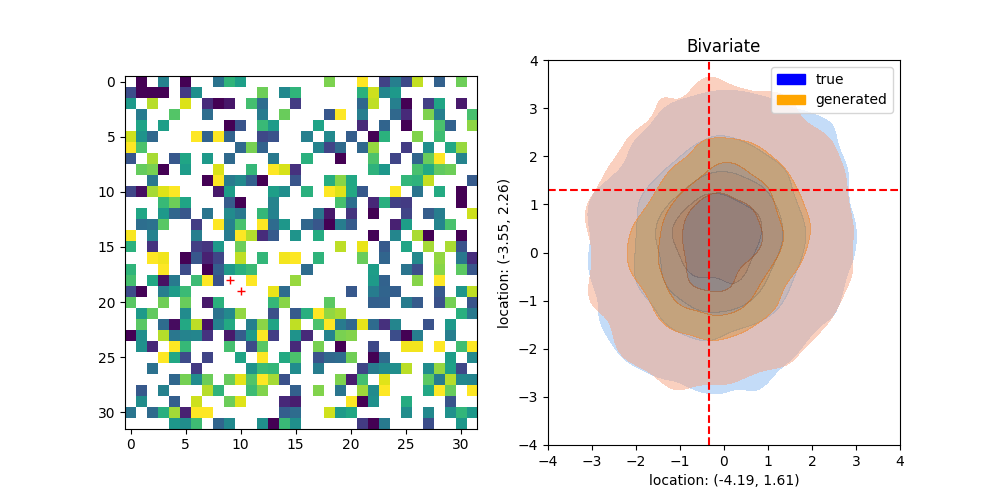 0
5
10
15
20
25
30
0 5 10 15 20 25 30
Bivariate
true
generated
4
3
2
1
0
−1
−2
−3
−4
−4 −3 −2 −1 0 1 2 3 4
location: (-3.55, 2.26)
location: (-4.19, 1.61)